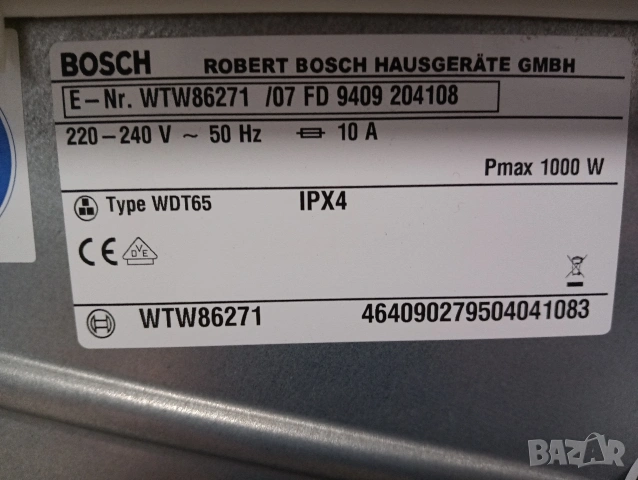 BOSCH ROBERT BOSCH HAUSGERÄTE GMBH
E-Nr. WTW86271 /07 FD 9409 204108
220-240 V ~ 50 Hz 10 A
Pmax 1000 W
Type WDT65 IPX4
CE DVE
WTW86271 464090279504041083
BAZAR